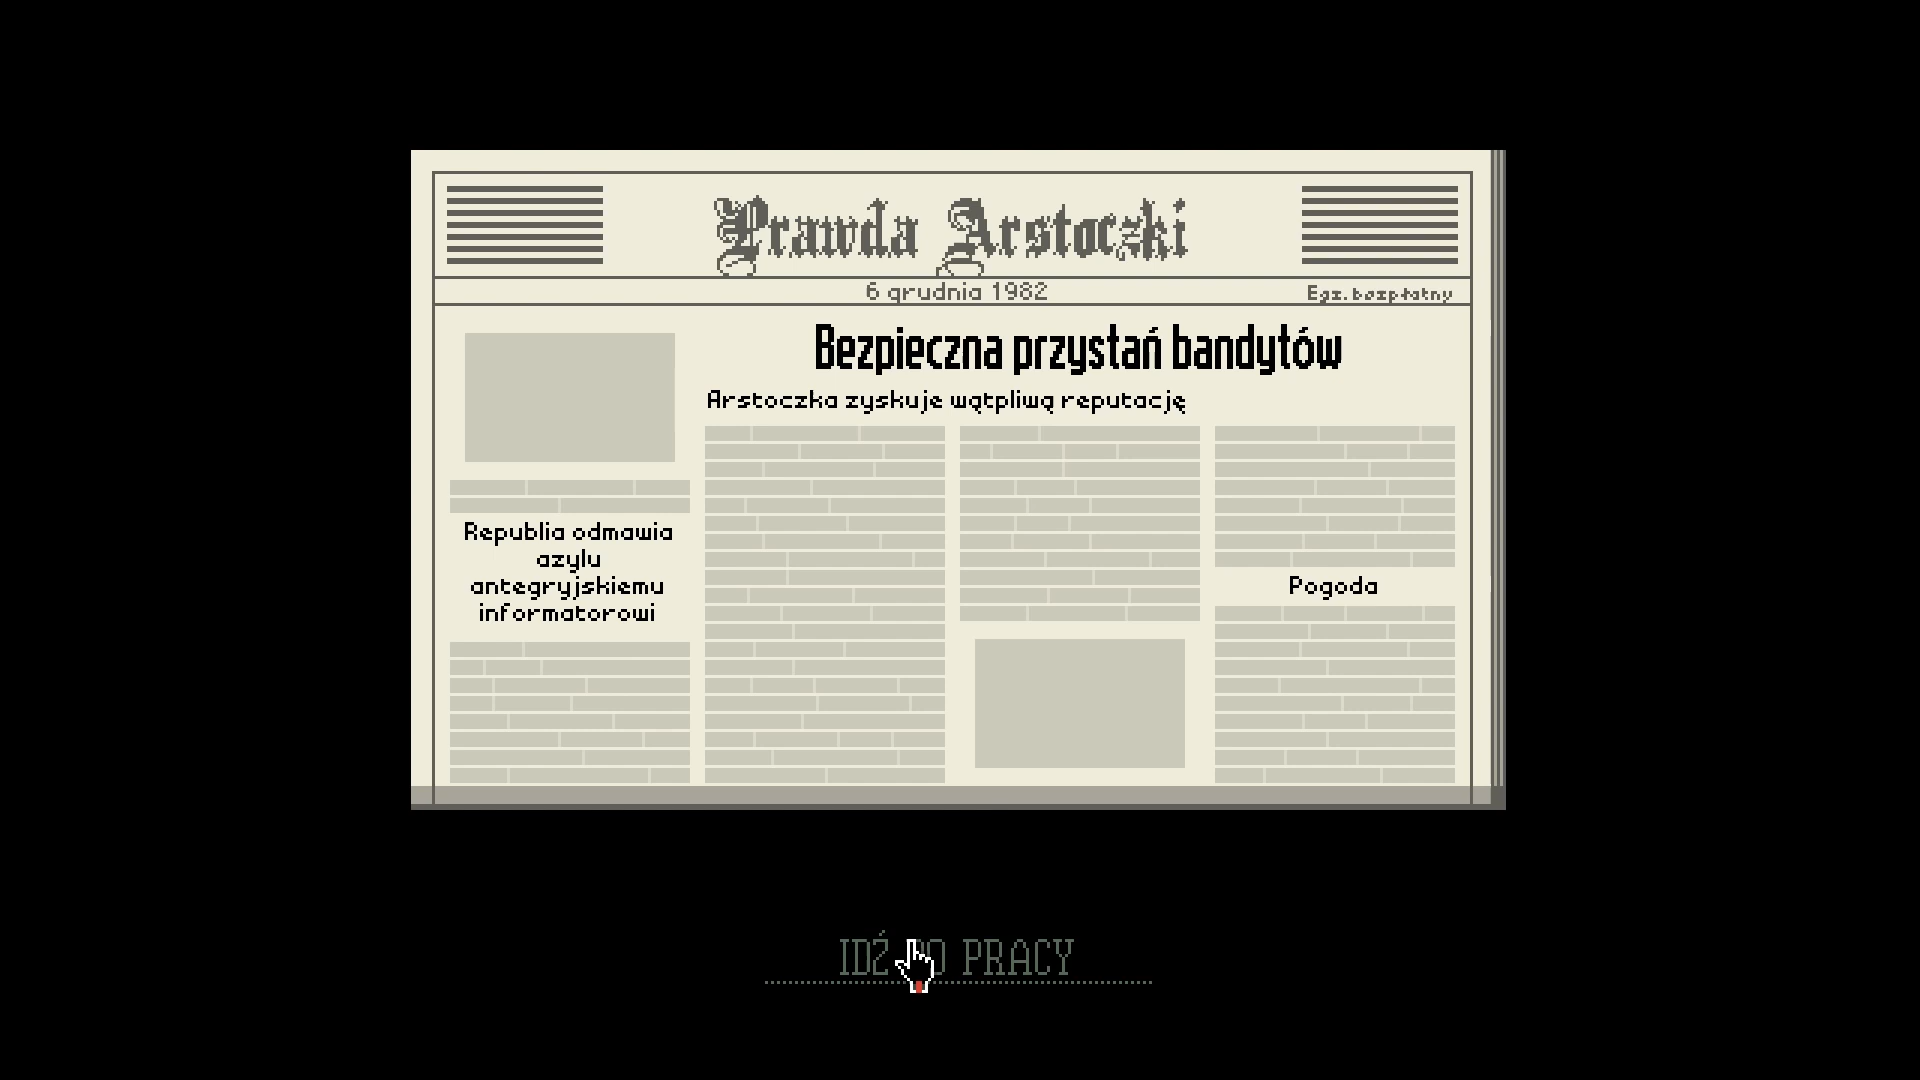 Prawda Arstoczki
6 grudnia 1982
Egz. bezpłatny
Bezpieczna przystań bandytów
Arstoczka zyskuje wątpliwą reputację
Republia odmawia
azylu
antegryjskiemu
informatorowi
Pogoda
IDŹ DO PRACY